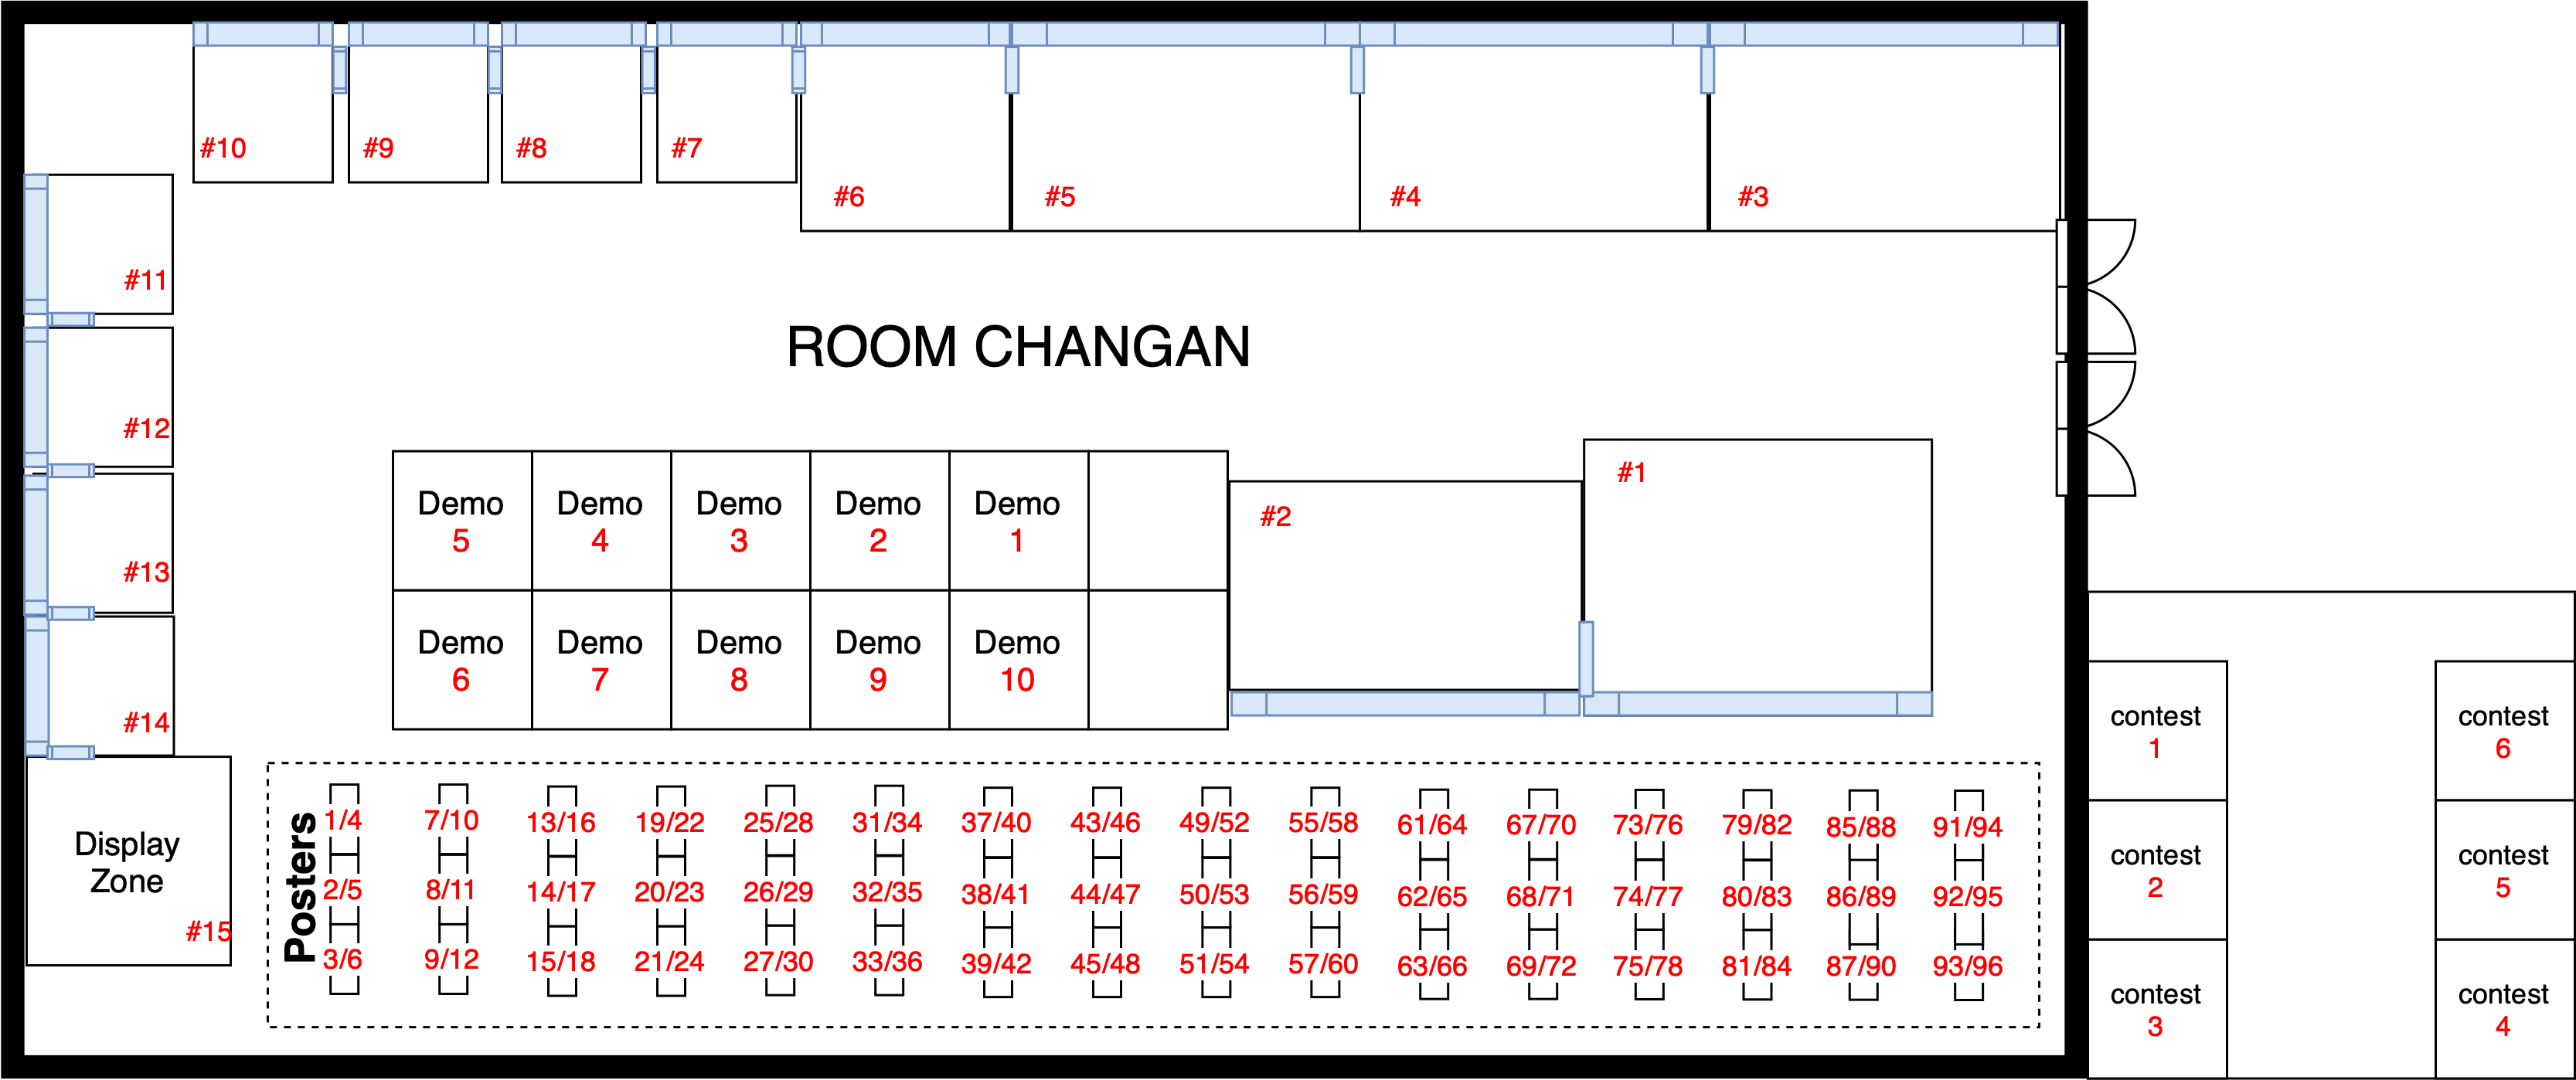 #10
#9
#8
#7
#6
#5
#4
#3
#11
#12
#13
#14
ROOM CHANGAN
#1
#2
Demo
5
Demo
4
Demo
3
Demo
2
Demo
1
Demo
6
Demo
7
Demo
8
Demo
9
Demo
10
Display
Zone
#15
Posters
1/4 7/10 13/16 19/22 25/28 31/34 37/40 43/46 49/52 55/58 61/64 67/70 73/76 79/82 85/88 91/94
2/5 8/11 14/17 20/23 26/29 32/35 38/41 44/47 50/53 56/59 62/65 68/71 74/77 80/83 86/89 92/95
3/6 9/12 15/18 21/24 27/30 33/36 39/42 45/48 51/54 57/60 63/66 69/72 75/78 81/84 87/90 93/96
contest
1
contest
2
contest
3
contest
6
contest
5
contest
4